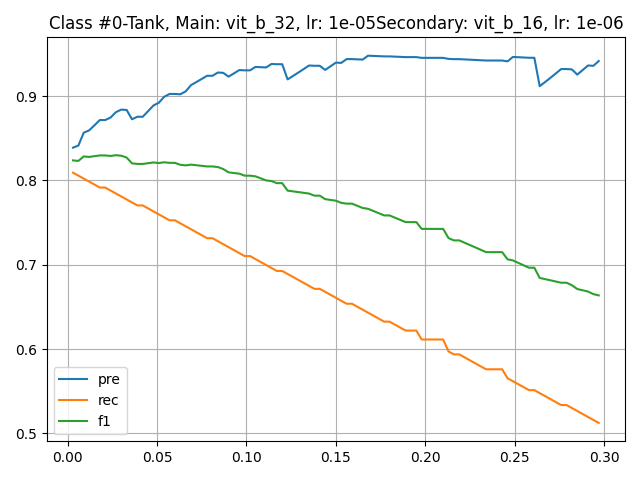 Class #0-Tank, Main: vit_b_32, lr: 1e-05Secondary: vit_b_16, lr: 1e-06
0.9
0.8
0.7
0.6
0.5
pre
rec
f1
0.00 0.05 0.10 0.15 0.20 0.25 0.30